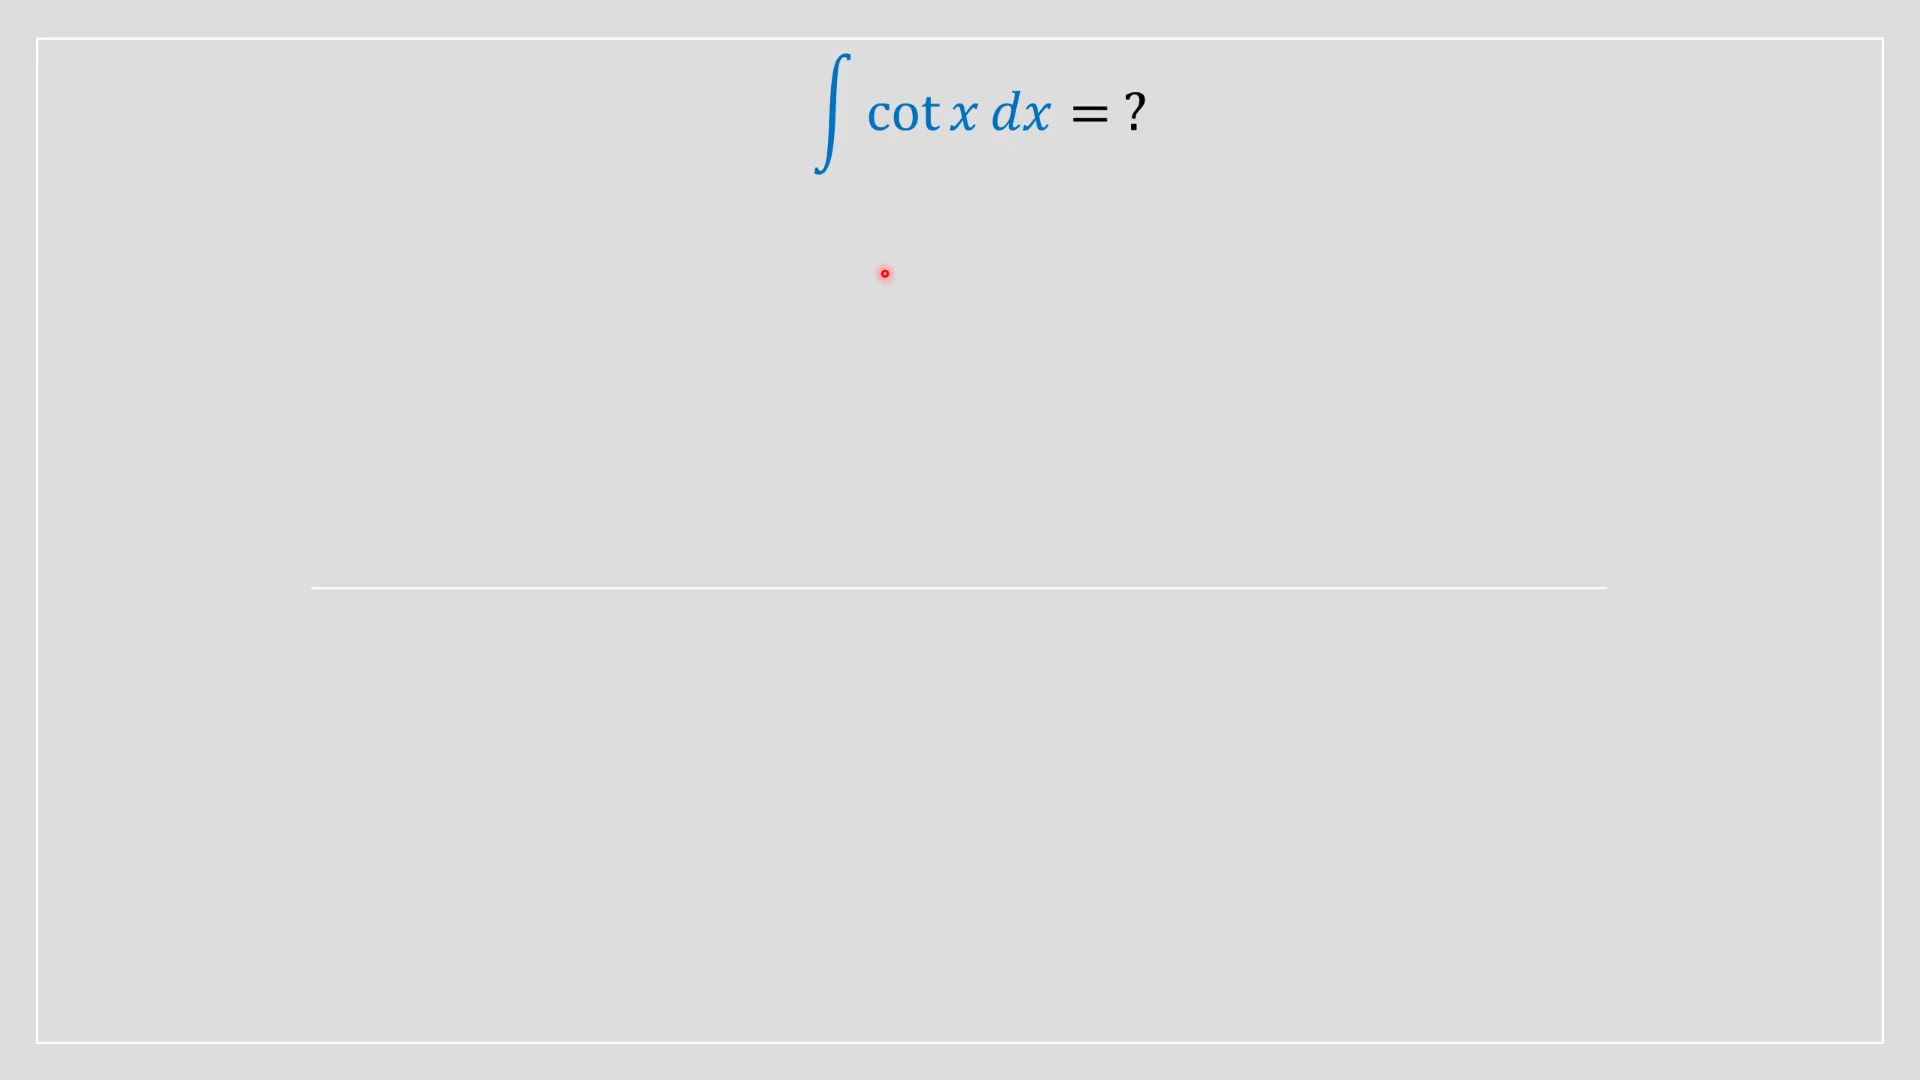 ∫ cot x dx = ?